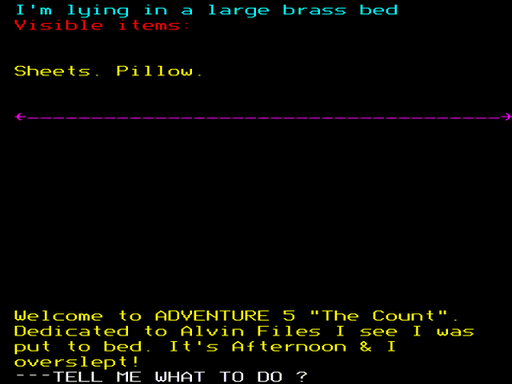 I'm lying in a large brass bed
Visible items:
Sheets. Pillow.
Welcome to ADVENTURE 5 "The Count".
Dedicated to Alvin Files I see I was
put to bed. It's Afternoon & I
overslept!
---TELL ME WHAT TO DO ?